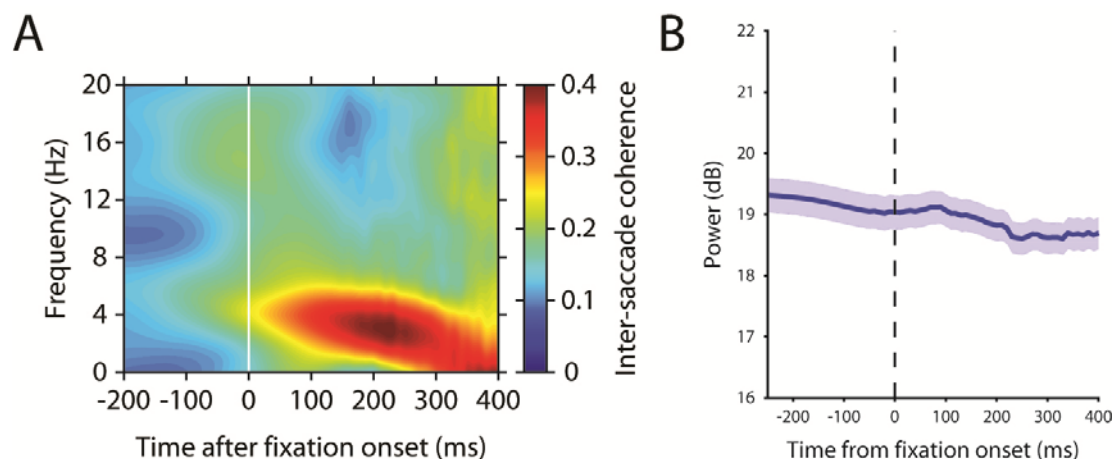 A
Frequency (Hz)
20
16
12
8
4
0
-200 -100 0 100 200 300 400
Time after fixation onset (ms)
0.4
0.3
0.2
0.1
0
Inter-saccade coherence
B
Power (dB)
22
21
20
19
18
17
16
-200 -100 0 100 200 300 400
Time from fixation onset (ms)